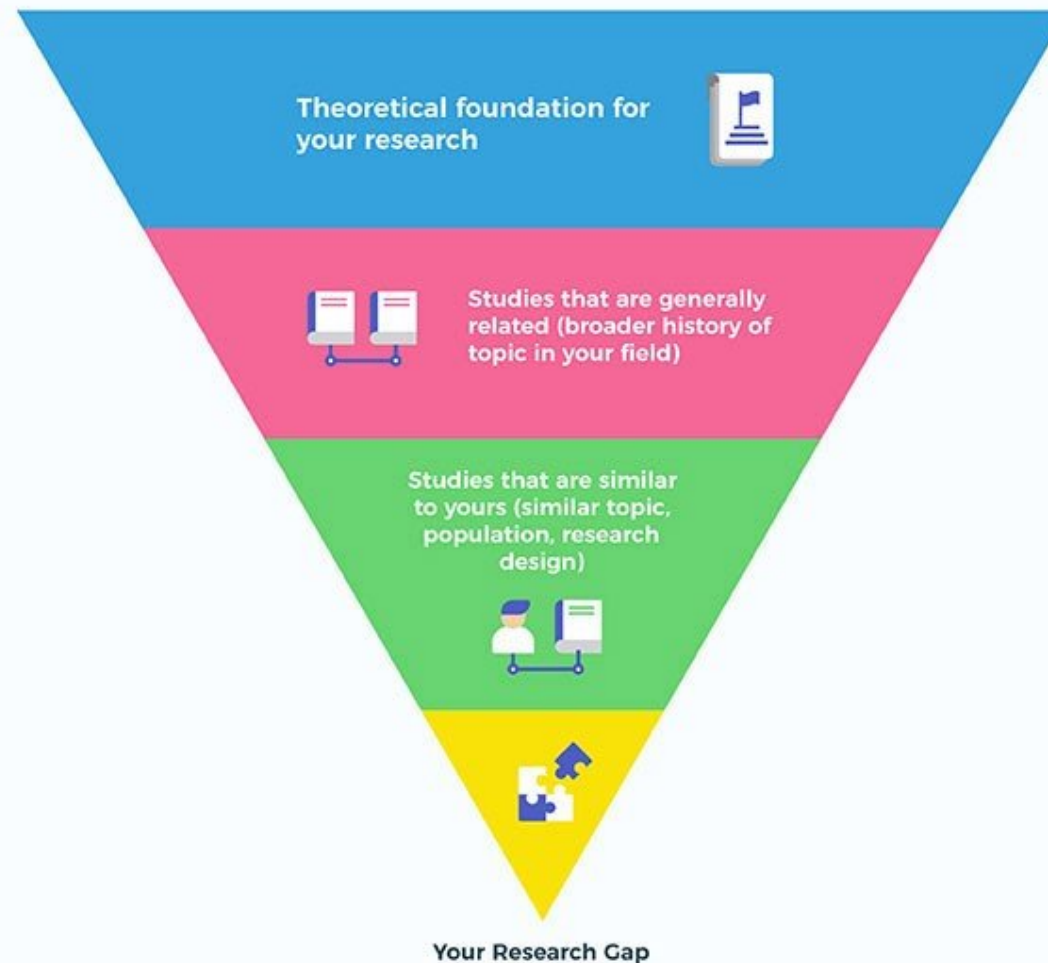 Theoretical foundation for
your research
Studies that are generally
related (broader history of
topic in your field)
Studies that are similar
to yours (similar topic,
population, research
design)
Your Research Gap